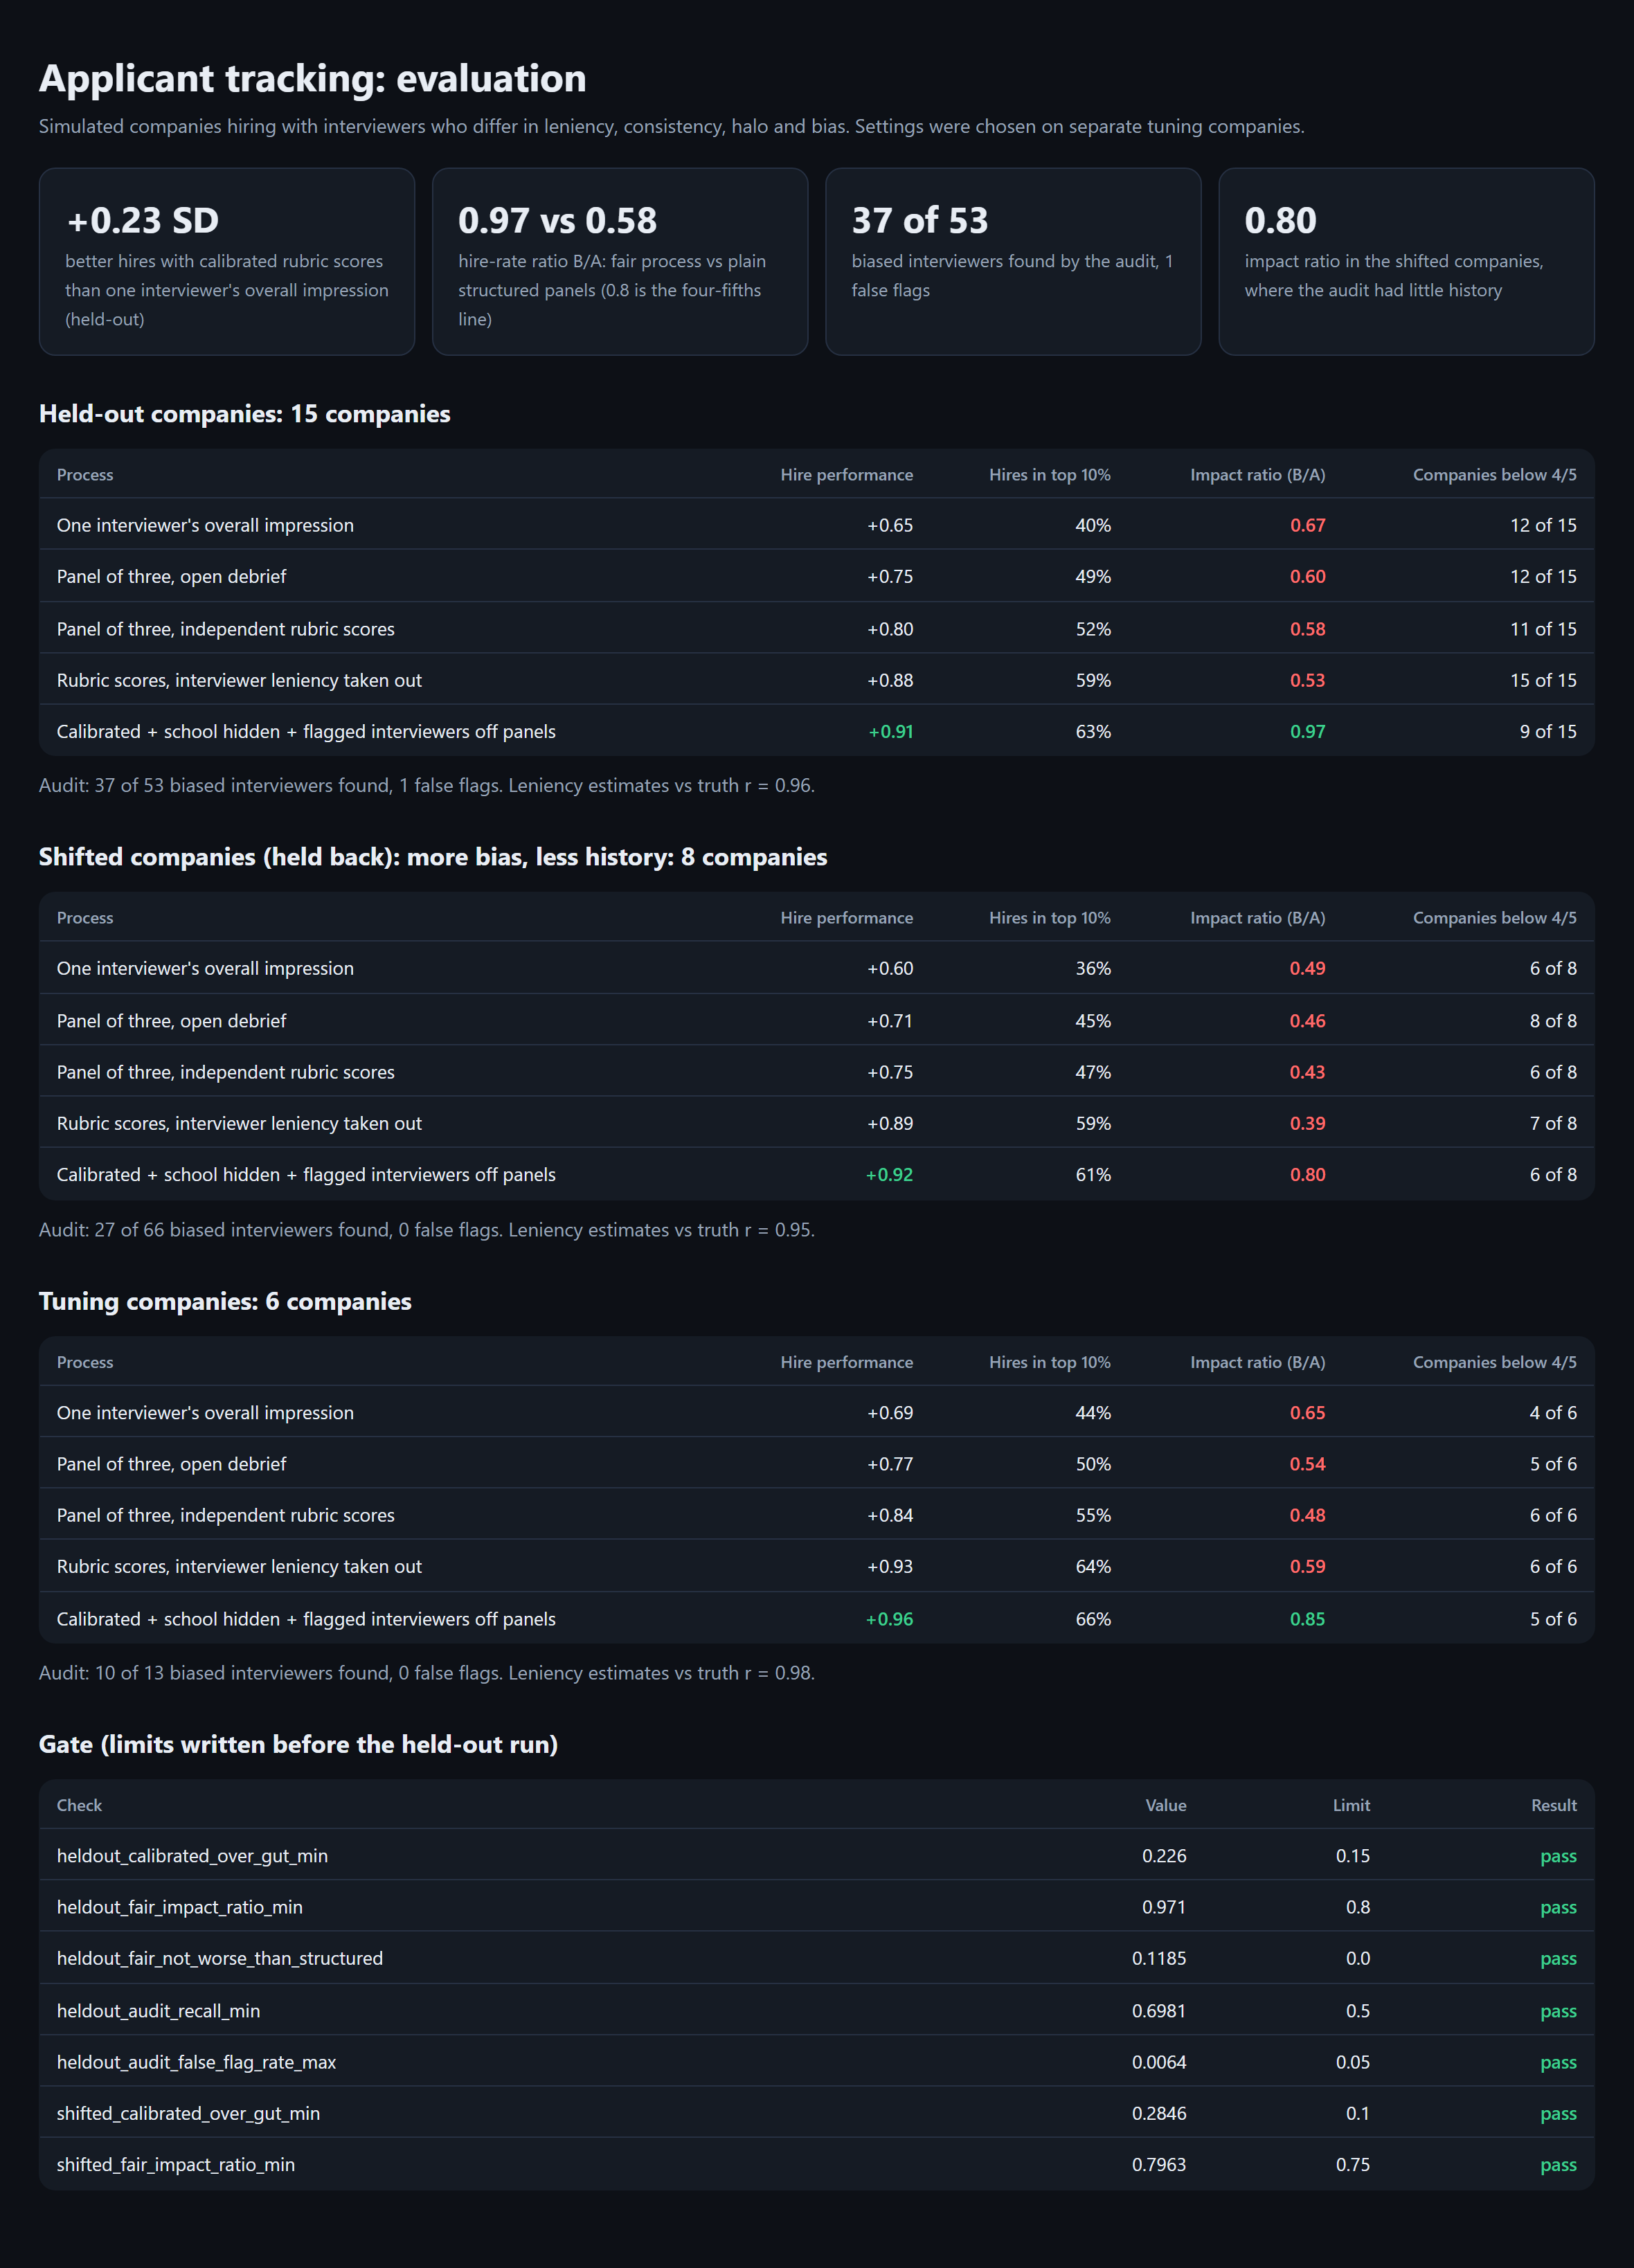 Applicant tracking: evaluation
Simulated companies hiring with interviewers who differ in leniency, consistency, halo and bias. Settings were chosen on separate tuning companies.
+0.23 SD
better hires with calibrated rubric scores
than one interviewer's overall impression
(held-out)
0.97 vs 0.58
hire-rate ratio B/A: fair process vs plain
structured panels (0.8 is the four-fifths
line)
37 of 53
biased interviewers found by the audit, 1
false flags
0.80
impact ratio in the shifted companies,
where the audit had little history
Held-out companies: 15 companies
Process Hire performance Hires in top 10% Impact ratio (B/A) Companies below 4/5
One interviewer's overall impression +0.65 40% 0.67 12 of 15
Panel of three, open debrief +0.75 49% 0.60 12 of 15
Panel of three, independent rubric scores +0.80 52% 0.58 11 of 15
Rubric scores, interviewer leniency taken out +0.88 59% 0.53 15 of 15
Calibrated + school hidden + flagged interviewers off panels +0.91 63% 0.97 9 of 15
Audit: 37 of 53 biased interviewers found, 1 false flags. Leniency estimates vs truth r = 0.96.
Shifted companies (held back): more bias, less history: 8 companies
Process Hire performance Hires in top 10% Impact ratio (B/A) Companies below 4/5
One interviewer's overall impression +0.60 36% 0.49 6 of 8
Panel of three, open debrief +0.71 45% 0.46 8 of 8
Panel of three, independent rubric scores +0.75 47% 0.43 6 of 8
Rubric scores, interviewer leniency taken out +0.89 59% 0.39 7 of 8
Calibrated + school hidden + flagged interviewers off panels +0.92 61% 0.80 6 of 8
Audit: 27 of 66 biased interviewers found, 0 false flags. Leniency estimates vs truth r = 0.95.
Tuning companies: 6 companies
Process Hire performance Hires in top 10% Impact ratio (B/A) Companies below 4/5
One interviewer's overall impression +0.69 44% 0.65 4 of 6
Panel of three, open debrief +0.77 50% 0.54 5 of 6
Panel of three, independent rubric scores +0.84 55% 0.48 6 of 6
Rubric scores, interviewer leniency taken out +0.93 64% 0.59 6 of 6
Calibrated + school hidden + flagged interviewers off panels +0.96 66% 0.85 5 of 6
Audit: 10 of 13 biased interviewers found, 0 false flags. Leniency estimates vs truth r = 0.98.
Gate (limits written before the held-out run)
Check Value Limit Result
heldout_calibrated_over_gut_min 0.226 0.15 pass
heldout_fair_impact_ratio_min 0.971 0.8 pass
heldout_fair_not_worse_than_structured 0.1185 0.0 pass
heldout_audit_recall_min 0.6981 0.5 pass
heldout_audit_false_flag_rate_max 0.0064 0.05 pass
shifted_calibrated_over_gut_min 0.2846 0.1 pass
shifted_fair_impact_ratio_min 0.7963 0.75 pass